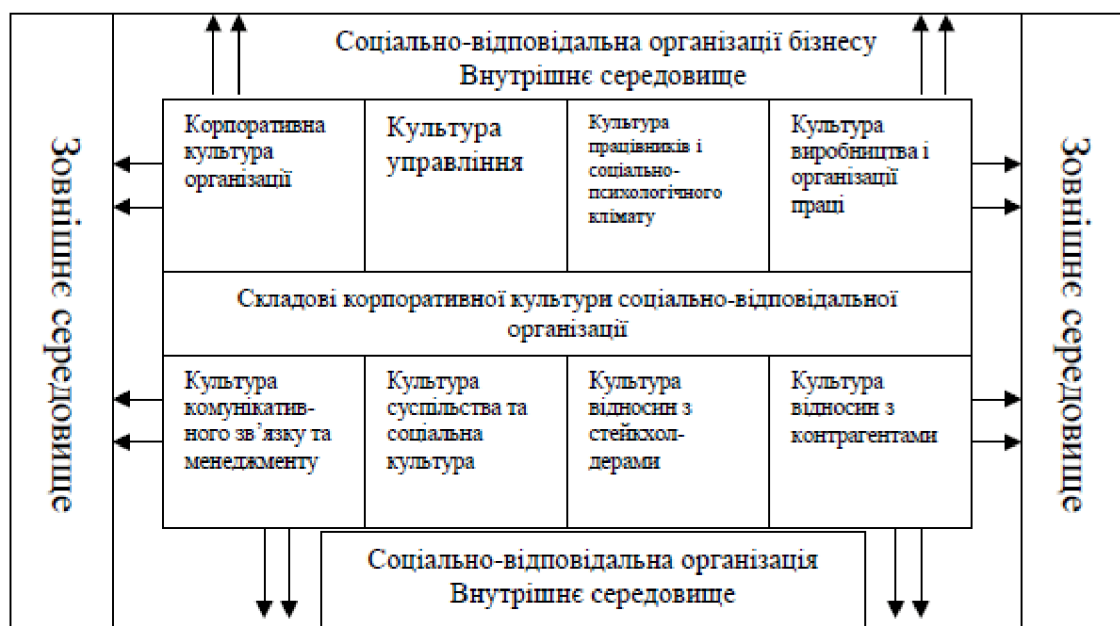 Соціально-відповідальна організації бізнесу
Внутрішнє середовище
Зовнішнє середовище
Корпоративна
культура
організації
Культура
управління
Культура
працівників і
соціально-
психологічного
клімату
Культура
виробництва і
організації
праці
Зовнішнє середовище
Складові корпоративної культури соціально-відповідальної
організації
Культура
комунікатив-
ного зв’язку та
менеджменту
Культура
суспільства та
соціальна
культура
Культура
відносин з
стейкхол-
дерами
Культура
відносин з
контрагентами
Соціально-відповідальна організація
Внутрішнє середовище